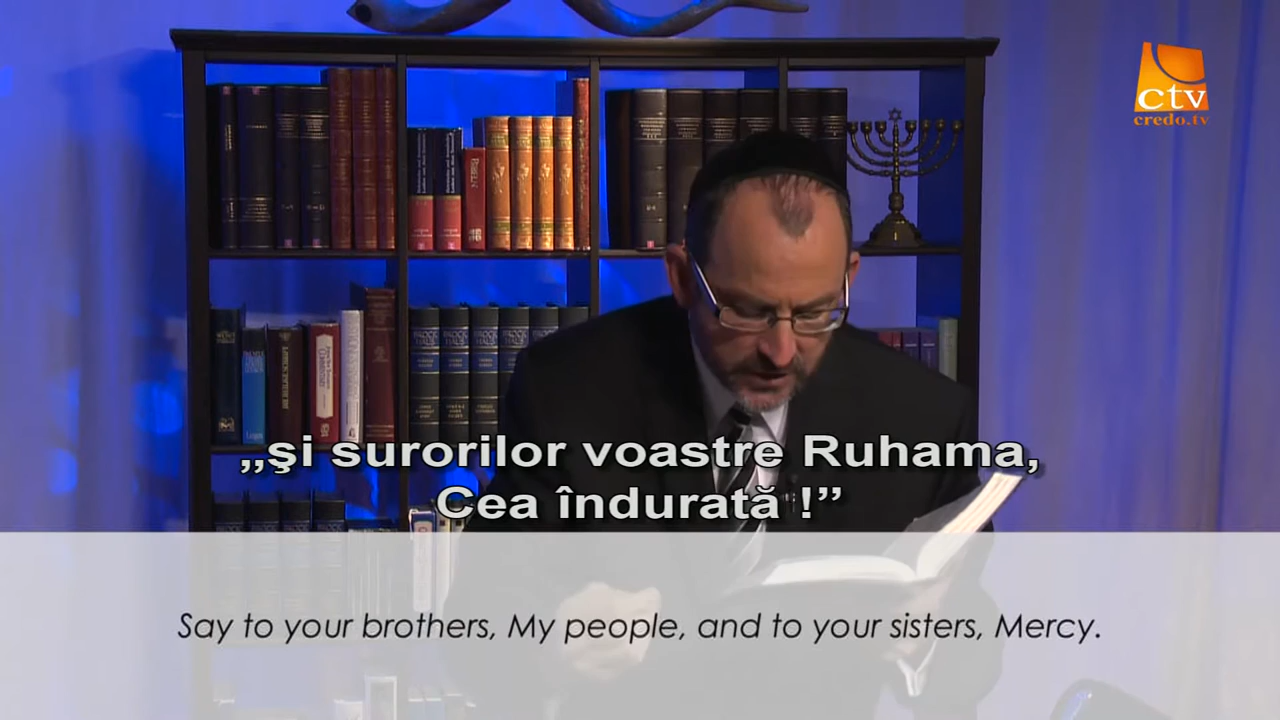 ctv
credo.tv
„şi surorilor voastre Ruhama,
Cea îndurată !”
Say to your brothers, My people, and to your sisters, Mercy.